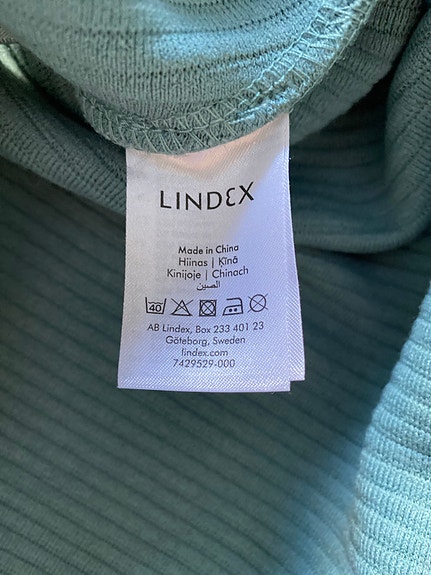 LINDEX
Made in China
Hiinas | Ķīnā
Kinijoje | Chinach
الصين
40
AB Lindex, Box 233 401 23
Göteborg, Sweden
lindex.com
7429529-000